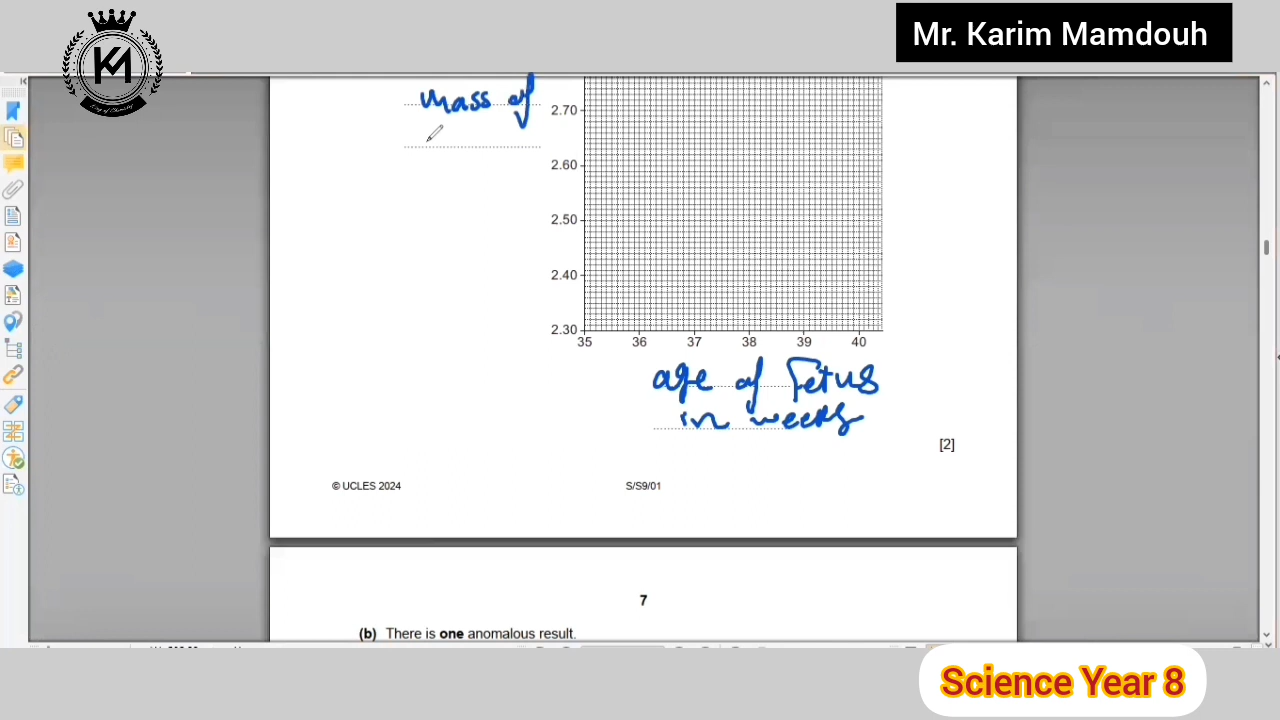 Mr. Karim Mamdouh
KM
mass of
2.70
2.60
2.50
2.40
2.30
35 36 37 38 39 40
age of Fetus
in weeks
[2]
© UCLES 2024
S/S9/01
7
(b) There is one anomalous result.
Science Year 8